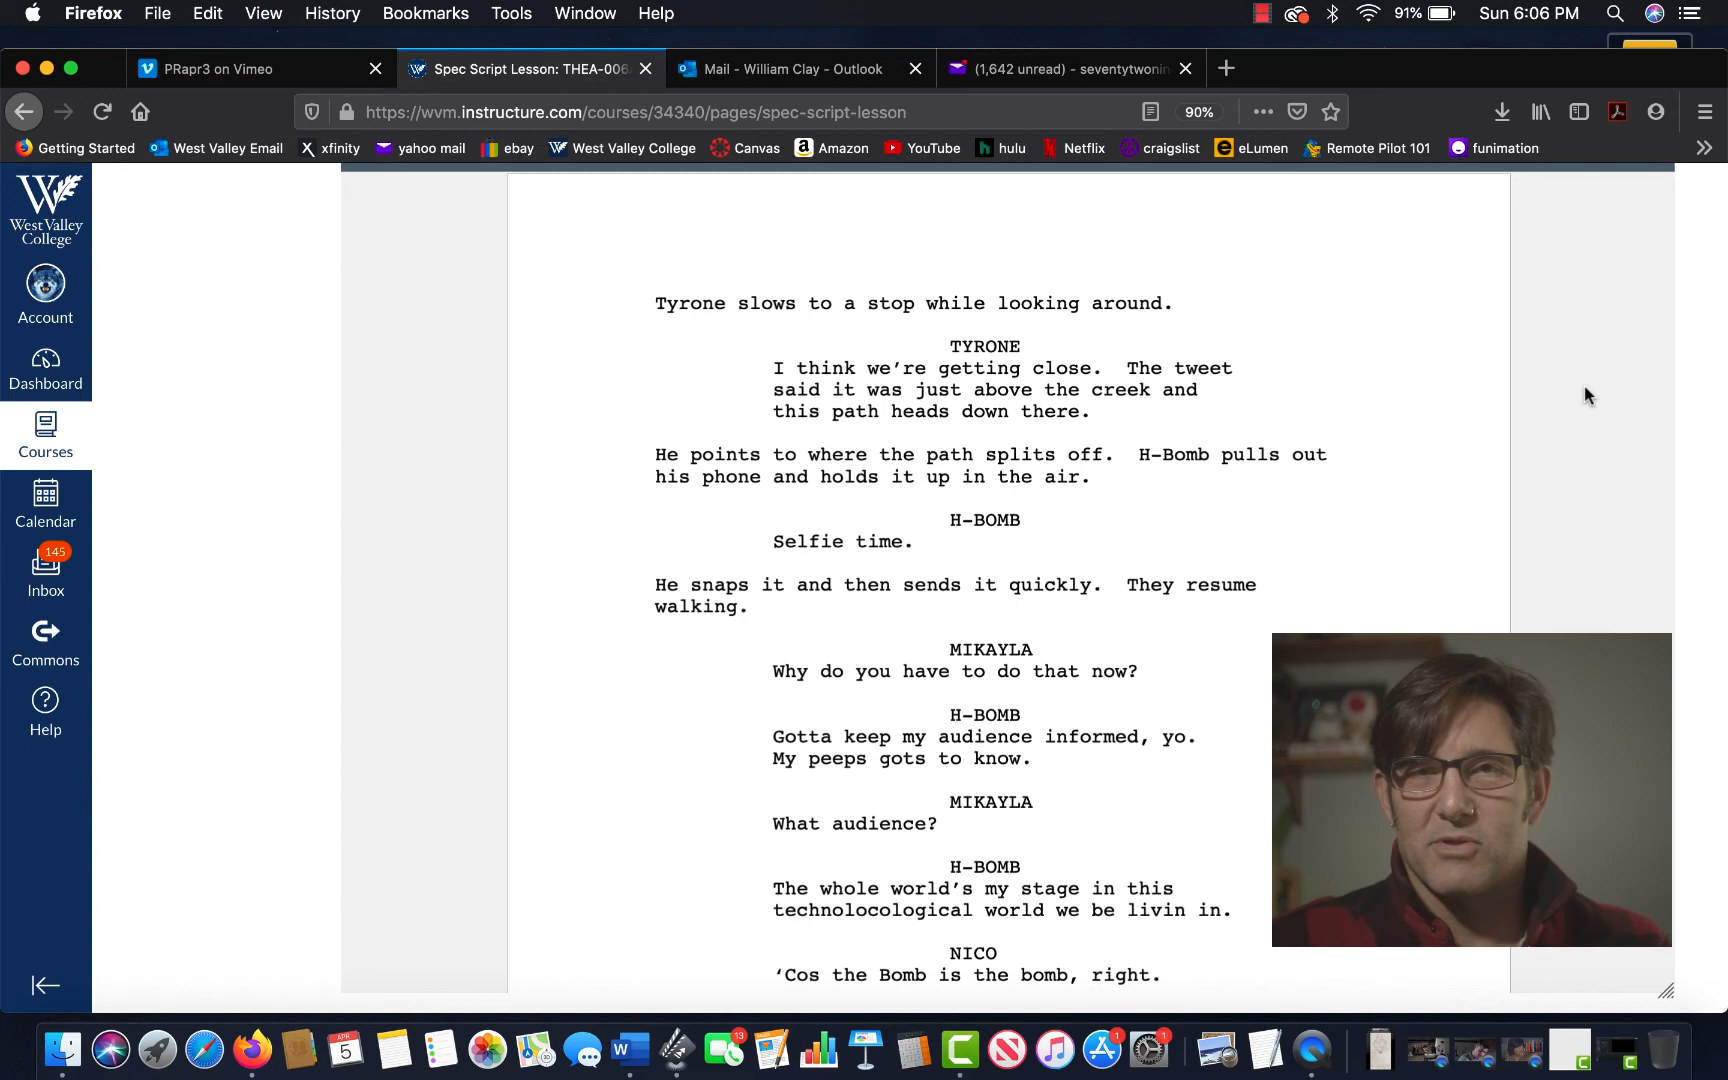 Firefox File Edit View History Bookmarks Tools Window Help 91% Sun 6:06 PM
PRapr3 on Vimeo
Spec Script Lesson: THEA-006
Mail - William Clay - Outlook
(1,642 unread) - seventytwonin
https://wvm.instructure.com/courses/34340/pages/spec-script-lesson 90%
Getting Started West Valley Email xfinity yahoo mail ebay West Valley College Canvas Amazon YouTube hulu Netflix craigslist eLumen Remote Pilot 101 funimation
West Valley
College
Account
Dashboard
Courses
Calendar
145
Inbox
Commons
Help
Tyrone slows to a stop while looking around.
TYRONE
I think we're getting close. The tweet
said it was just above the creek and
this path heads down there.
He points to where the path splits off. H-Bomb pulls out
his phone and holds it up in the air.
H-BOMB
Selfie time.
He snaps it and then sends it quickly. They resume
walking.
MIKAYLA
Why do you have to do that now?
H-BOMB
Gotta keep my audience informed, yo.
My peeps gots to know.
MIKAYLA
What audience?
H-BOMB
The whole world's my stage in this
technolocological world we be livin in.
NICO
‘Cos the Bomb is the bomb, right.
APR
5
13
1
1